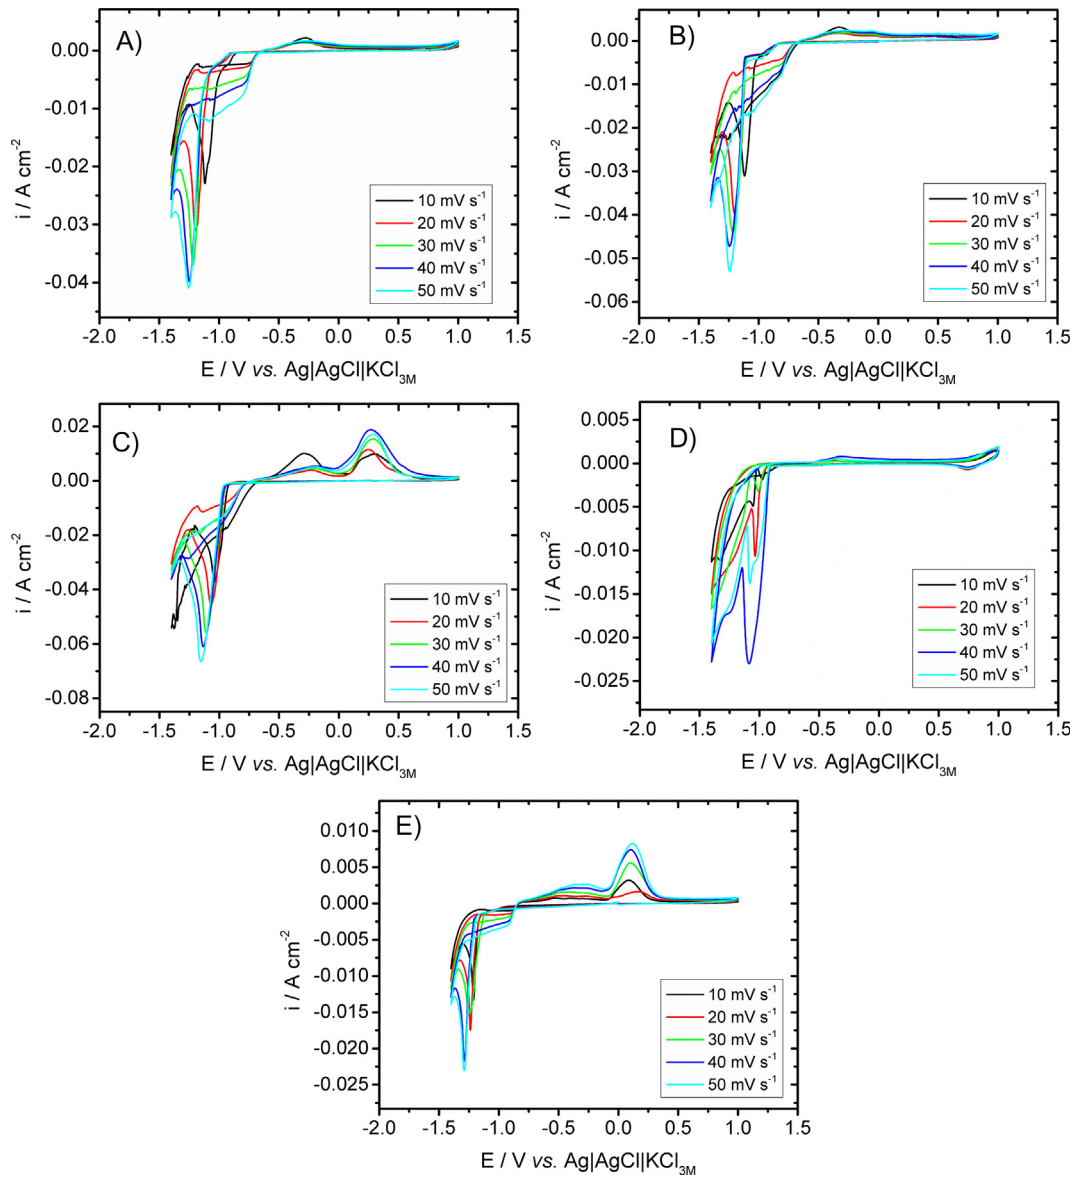 A)
0.00
-0.01
-0.02
-0.03
-0.04
i / A cm-2
10 mV s-1
20 mV s-1
30 mV s-1
40 mV s-1
50 mV s-1
-2.0 -1.5 -1.0 -0.5 0.0 0.5 1.0 1.5
E / V vs. Ag|AgCl|KCl3M
B)
0.00
-0.02
-0.04
-0.06
i / A cm-2
10 mV s-1
20 mV s-1
30 mV s-1
40 mV s-1
50 mV s-1
-2.0 -1.5 -1.0 -0.5 0.0 0.5 1.0 1.5
E / V vs. Ag|AgCl|KCl3M
C)
0.02
0.00
-0.02
-0.04
-0.06
-0.08
i / A cm-2
10 mV s-1
20 mV s-1
30 mV s-1
40 mV s-1
50 mV s-1
-2.0 -1.5 -1.0 -0.5 0.0 0.5 1.0 1.5
E / V vs. Ag|AgCl|KCl3M
D)
0.005
0.000
-0.005
-0.010
-0.015
-0.020
-0.025
i / A cm-2
10 mV s-1
20 mV s-1
30 mV s-1
40 mV s-1
50 mV s-1
-2.0 -1.5 -1.0 -0.5 0.0 0.5 1.0 1.5
E / V vs. Ag|AgCl|KCl3M
E)
0.010
0.005
0.000
-0.005
-0.010
-0.015
-0.020
-0.025
i / A cm-2
10 mV s-1
20 mV s-1
30 mV s-1
40 mV s-1
50 mV s-1
-2.0 -1.5 -1.0 -0.5 0.0 0.5 1.0 1.5
E / V vs. Ag|AgCl|KCl3M